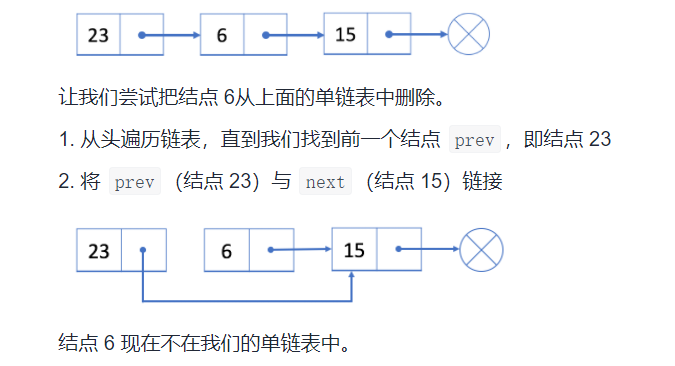 23 6 15
让我们尝试把结点 6从上面的单链表中删除。
1. 从头遍历链表，直到我们找到前一个结点 prev ，即结点 23
2. 将 prev （结点 23）与 next （结点 15）链接
23 6 15
结点 6 现在不在我们的单链表中。